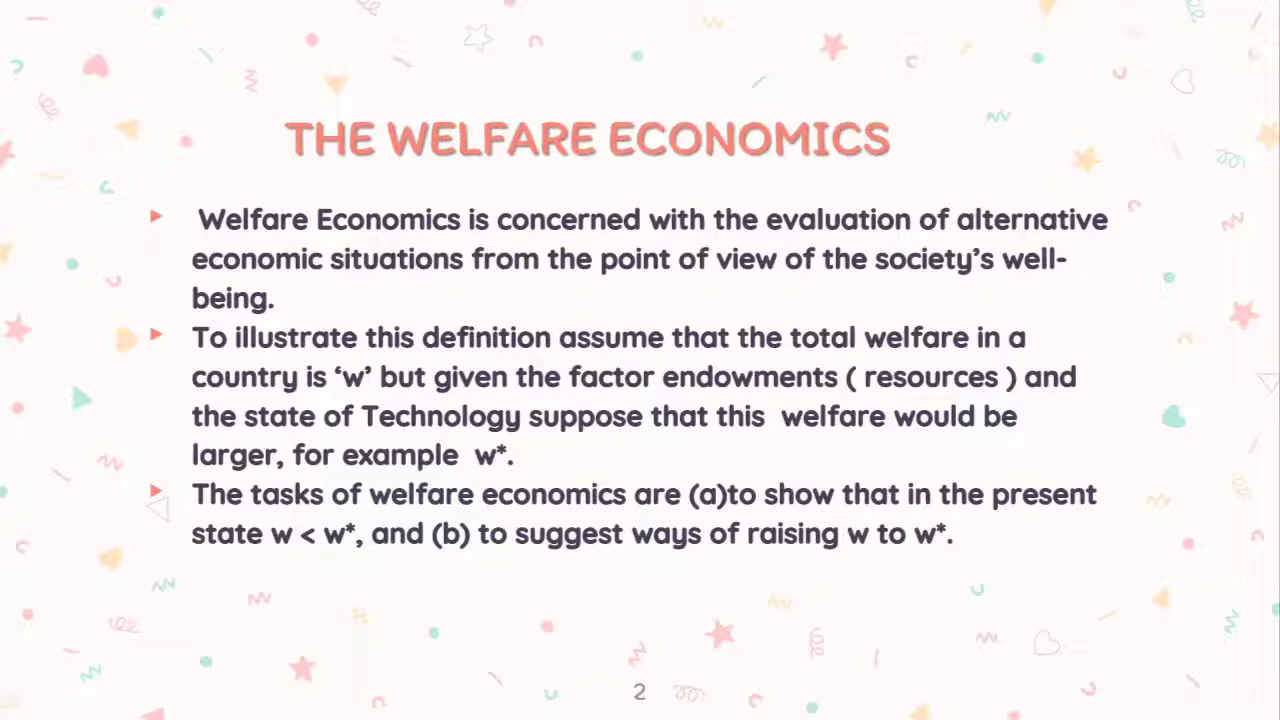 THE WELFARE ECONOMICS
Welfare Economics is concerned with the evaluation of alternative
economic situations from the point of view of the society’s well-
being.
To illustrate this definition assume that the total welfare in a
country is ‘w’ but given the factor endowments ( resources ) and
the state of Technology suppose that this welfare would be
larger, for example w*.
The tasks of welfare economics are (a)to show that in the present
state w < w*, and (b) to suggest ways of raising w to w*.
2